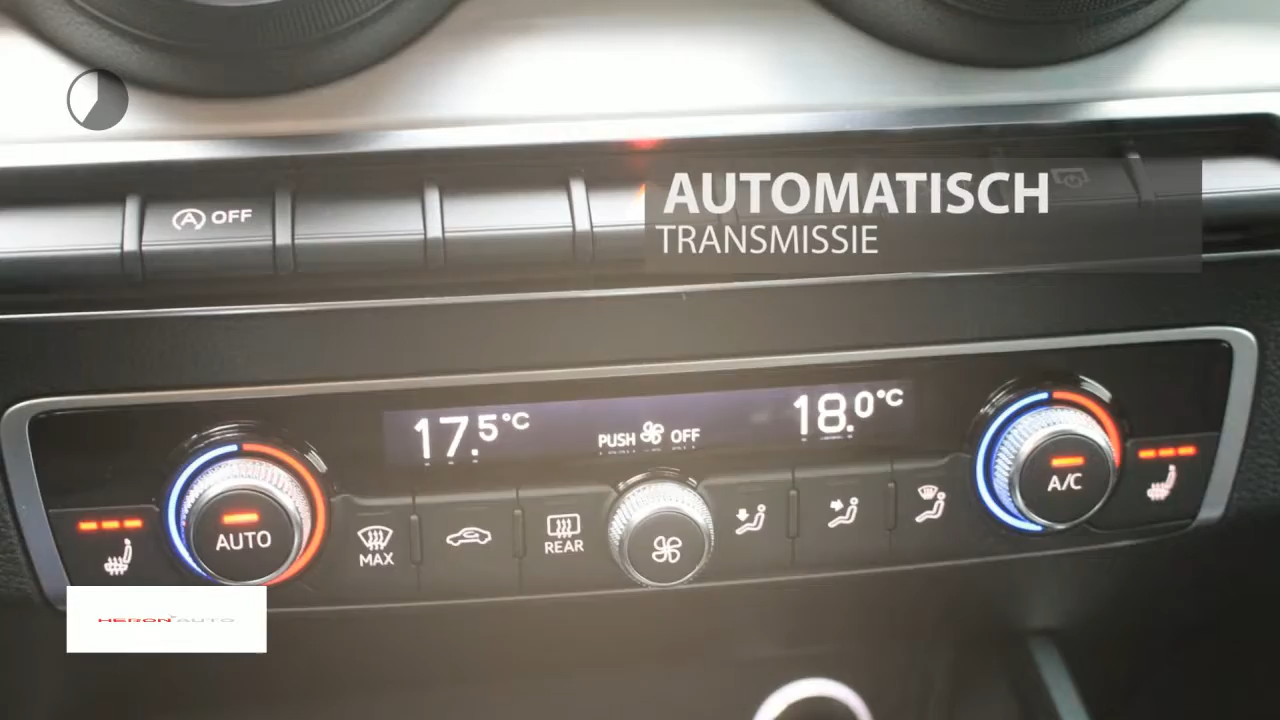 AUTOMATISCH
TRANSMISSIE
A OFF
17.5°C
PUSH OFF
18.0°C
AUTO
MAX
REAR
A/C
HERON AUTO